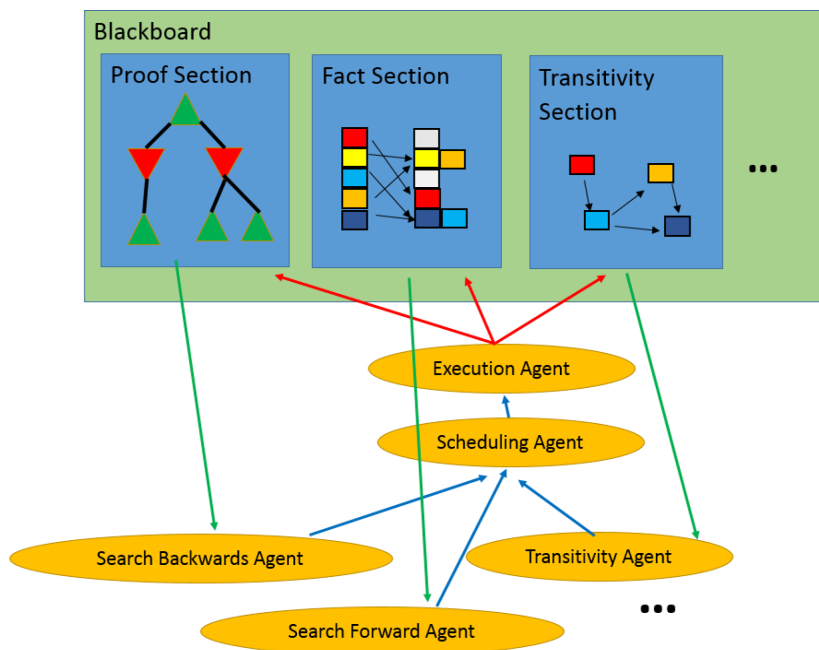 Blackboard
Proof Section
Fact Section
Transitivity
Section
...
Execution Agent
Scheduling Agent
Search Backwards Agent
Transitivity Agent
...
Search Forward Agent